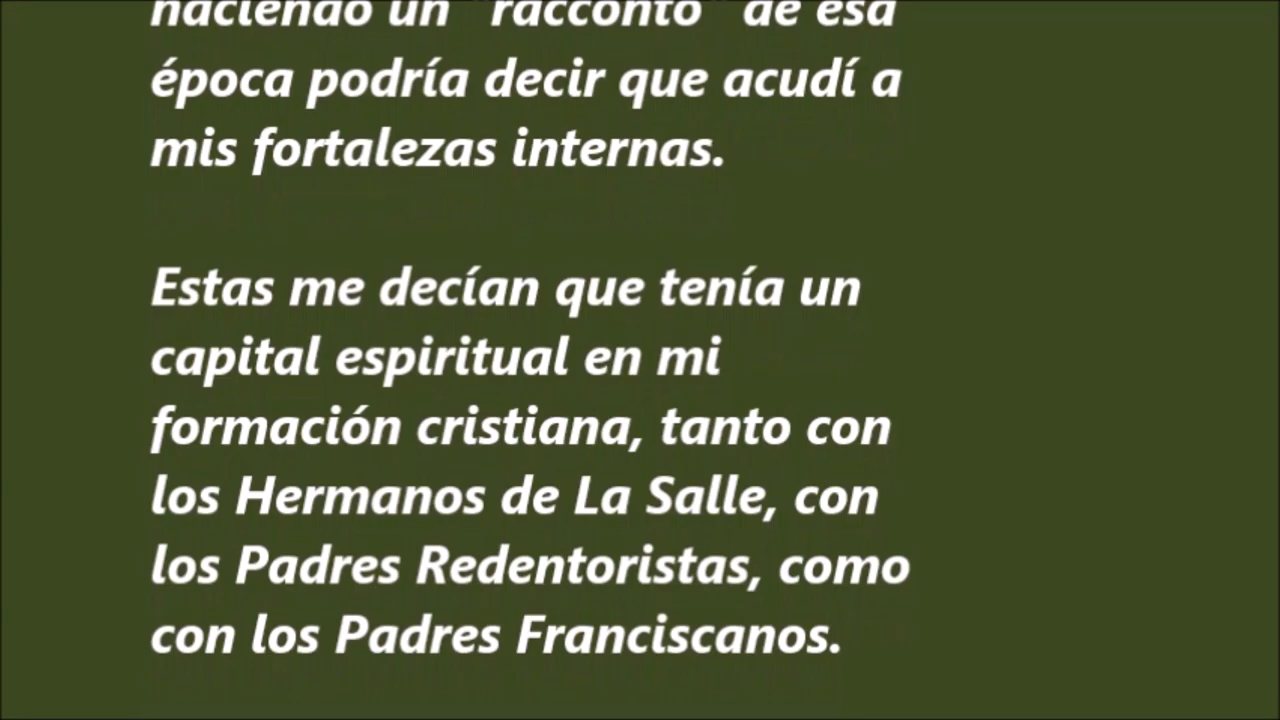 haciendo un "racconto" de esa
época podría decir que acudí a
mis fortalezas internas.
Estas me decían que tenía un
capital espiritual en mi
formación cristiana, tanto con
los Hermanos de La Salle, con
los Padres Redentoristas, como
con los Padres Franciscanos.